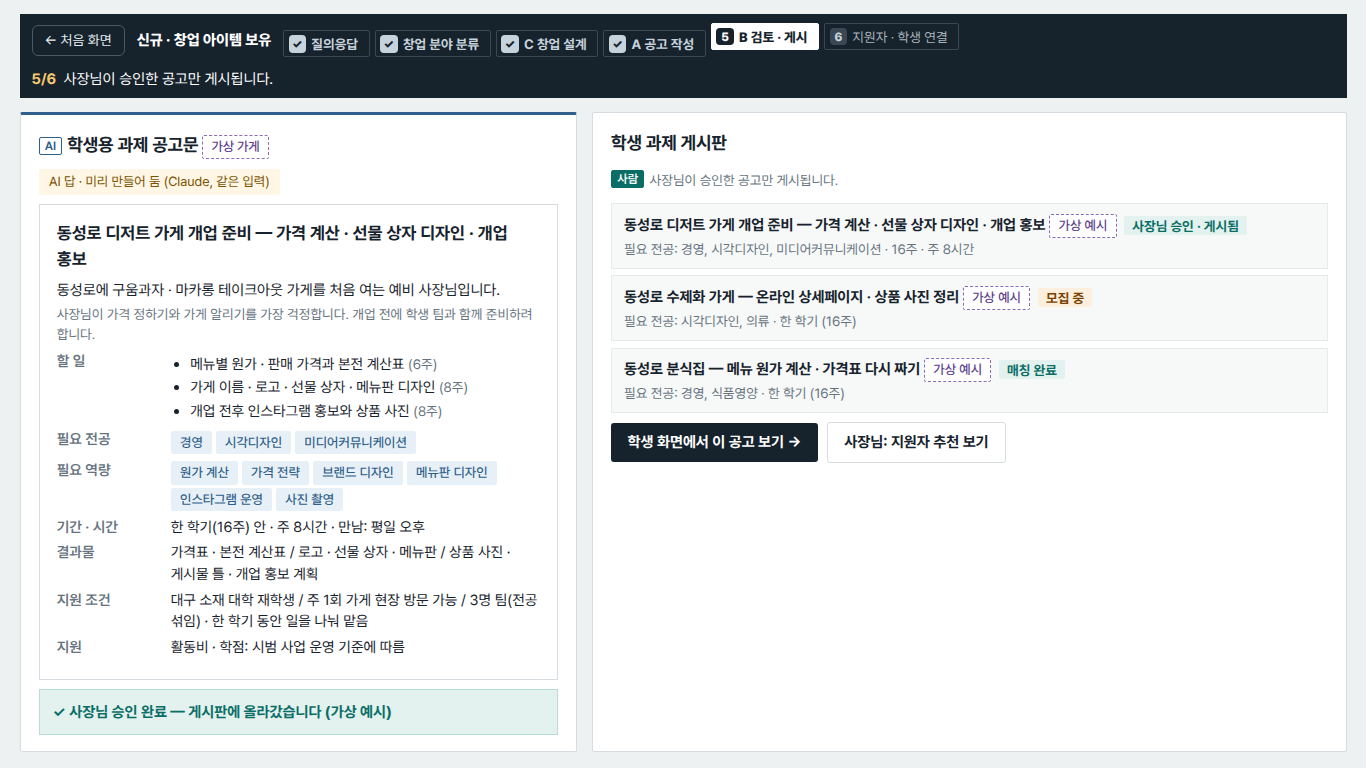 ← 처음 화면 신규 · 창업 아이템 보유 ✓ 질의응답 ✓ 창업 분야 분류 ✓ C 창업 설계 ✓ A 공고 작성 5 B 검토 · 게시 6 지원자 · 학생 연결
5/6 사장님이 승인한 공고만 게시됩니다.
AI 학생용 과제 공고문 가상 가게
AI 답 · 미리 만들어 둠 (Claude, 같은 입력)
동성로 디저트 가게 개업 준비 — 가격 계산 · 선물 상자 디자인 · 개업
홍보
동성로에 구움과자 · 마카롱 테이크아웃 가게를 처음 여는 예비 사장님입니다.
사장님이 가격 정하기와 가게 알리기를 가장 걱정합니다. 개업 전에 학생 팀과 함께 준비하려
합니다.
할 일
• 메뉴별 원가 · 판매 가격과 본전 계산표 (6주)
• 가게 이름 · 로고 · 선물 상자 · 메뉴판 디자인 (8주)
• 개업 전후 인스타그램 홍보와 상품 사진 (8주)
필요 전공 경영 시각디자인 미디어커뮤니케이션
필요 역량 원가 계산 가격 전략 브랜드 디자인 메뉴판 디자인
인스타그램 운영 사진 촬영
기간 · 시간 한 학기(16주) 안 · 주 8시간 · 만남: 평일 오후
결과물 가격표 · 본전 계산표 / 로고 · 선물 상자 · 메뉴판 / 상품 사진 ·
게시물 틀 · 개업 홍보 계획
지원 조건 대구 소재 대학 재학생 / 주 1회 가게 현장 방문 가능 / 3명 팀(전공
섞임) · 한 학기 동안 일을 나눠 맡음
지원 활동비 · 학점: 시범 사업 운영 기준에 따름
✓ 사장님 승인 완료 — 게시판에 올라갔습니다 (가상 예시)
학생 과제 게시판
사람 사장님이 승인한 공고만 게시됩니다.
동성로 디저트 가게 개업 준비 — 가격 계산 · 선물 상자 디자인 · 개업 홍보 가상 예시 사장님 승인 · 게시됨
필요 전공: 경영, 시각디자인, 미디어커뮤니케이션 · 16주 · 주 8시간
동성로 수제화 가게 — 온라인 상세페이지 · 상품 사진 정리 가상 예시 모집 중
필요 전공: 시각디자인, 의류 · 한 학기 (16주)
동성로 분식집 — 메뉴 원가 계산 · 가격표 다시 짜기 가상 예시 매칭 완료
필요 전공: 경영, 식품영양 · 한 학기 (16주)
학생 화면에서 이 공고 보기 → 사장님: 지원자 추천 보기